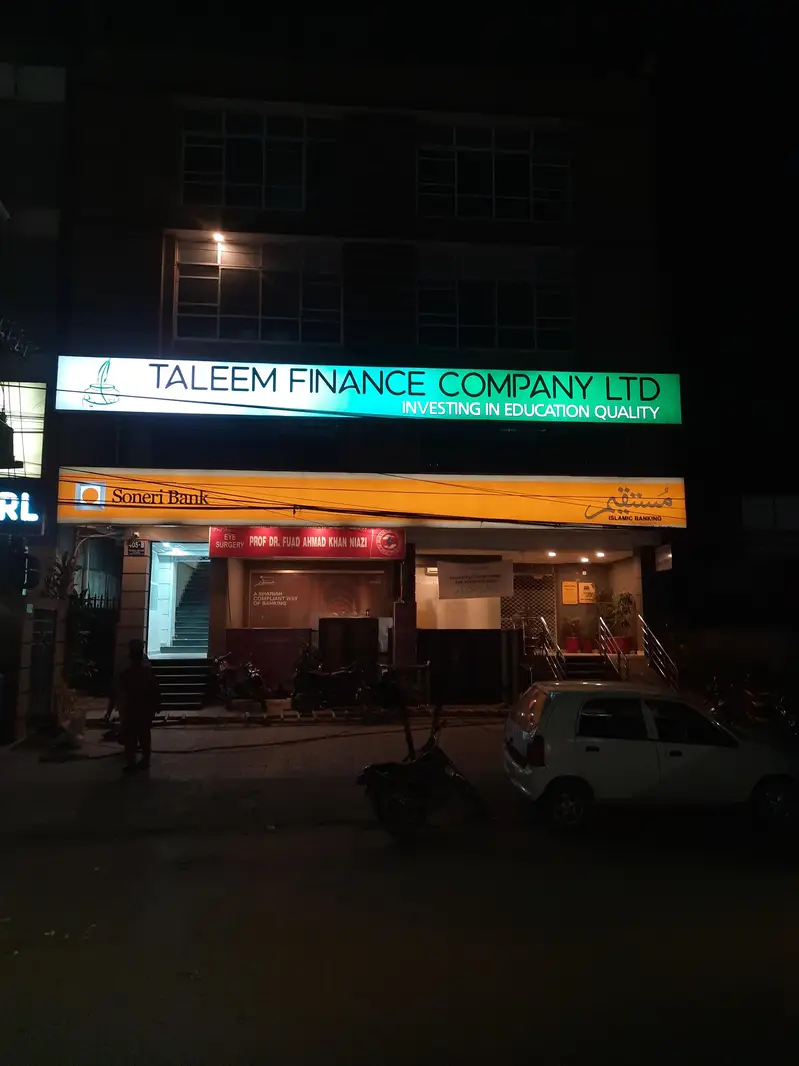 TALEEM FINANCE COMPANY LTD
INVESTING IN EDUCATION QUALITY
Soneri Bank
مُستقیم
ISLAMIC BANKING
RL
EYE
SURGERY
PROF DR. FUAD AHMAD KHAN NIAZI
A SHARIAH
COMPLIANT WAY
OF BANKING